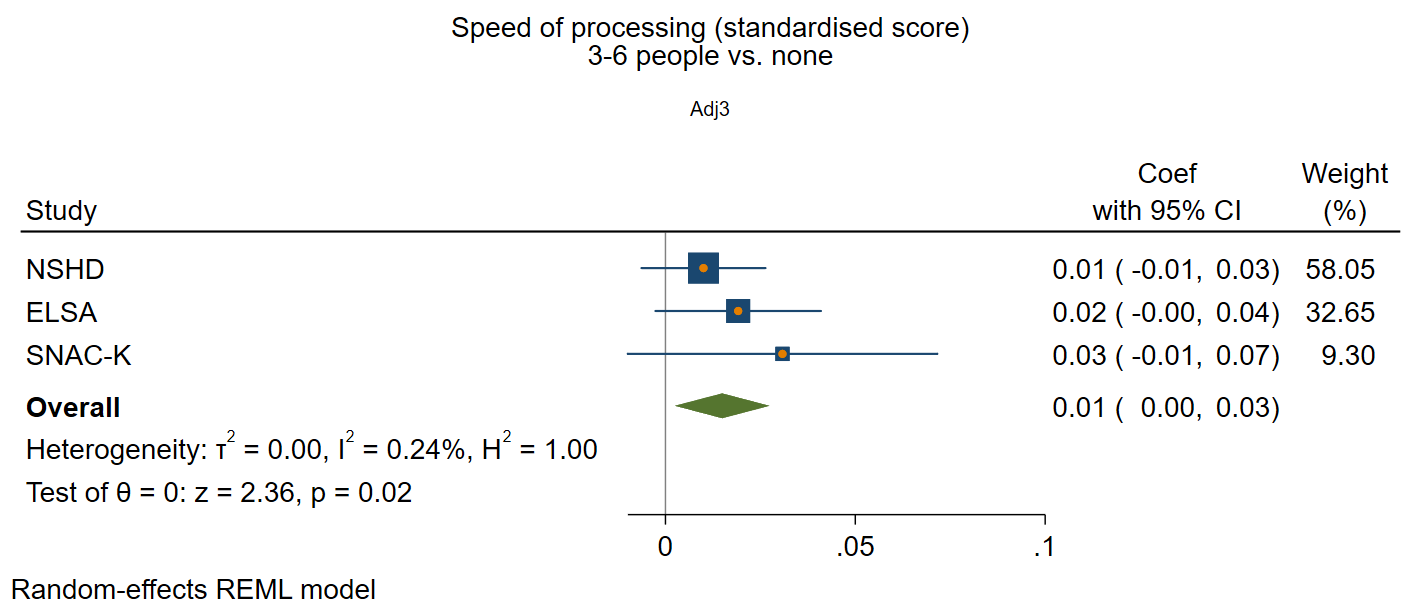 Speed of processing (standardised score)
3-6 people vs. none
Adj3
Coef Weight
Study with 95% CI (%)
NSHD 0.01 ( -0.01, 0.03) 58.05
ELSA 0.02 ( -0.00, 0.04) 32.65
SNAC-K 0.03 ( -0.01, 0.07) 9.30
Overall 0.01 ( 0.00, 0.03)
Heterogeneity: τ² = 0.00, I² = 0.24%, H² = 1.00
Test of θ = 0: z = 2.36, p = 0.02
0 .05 .1
Random-effects REML model